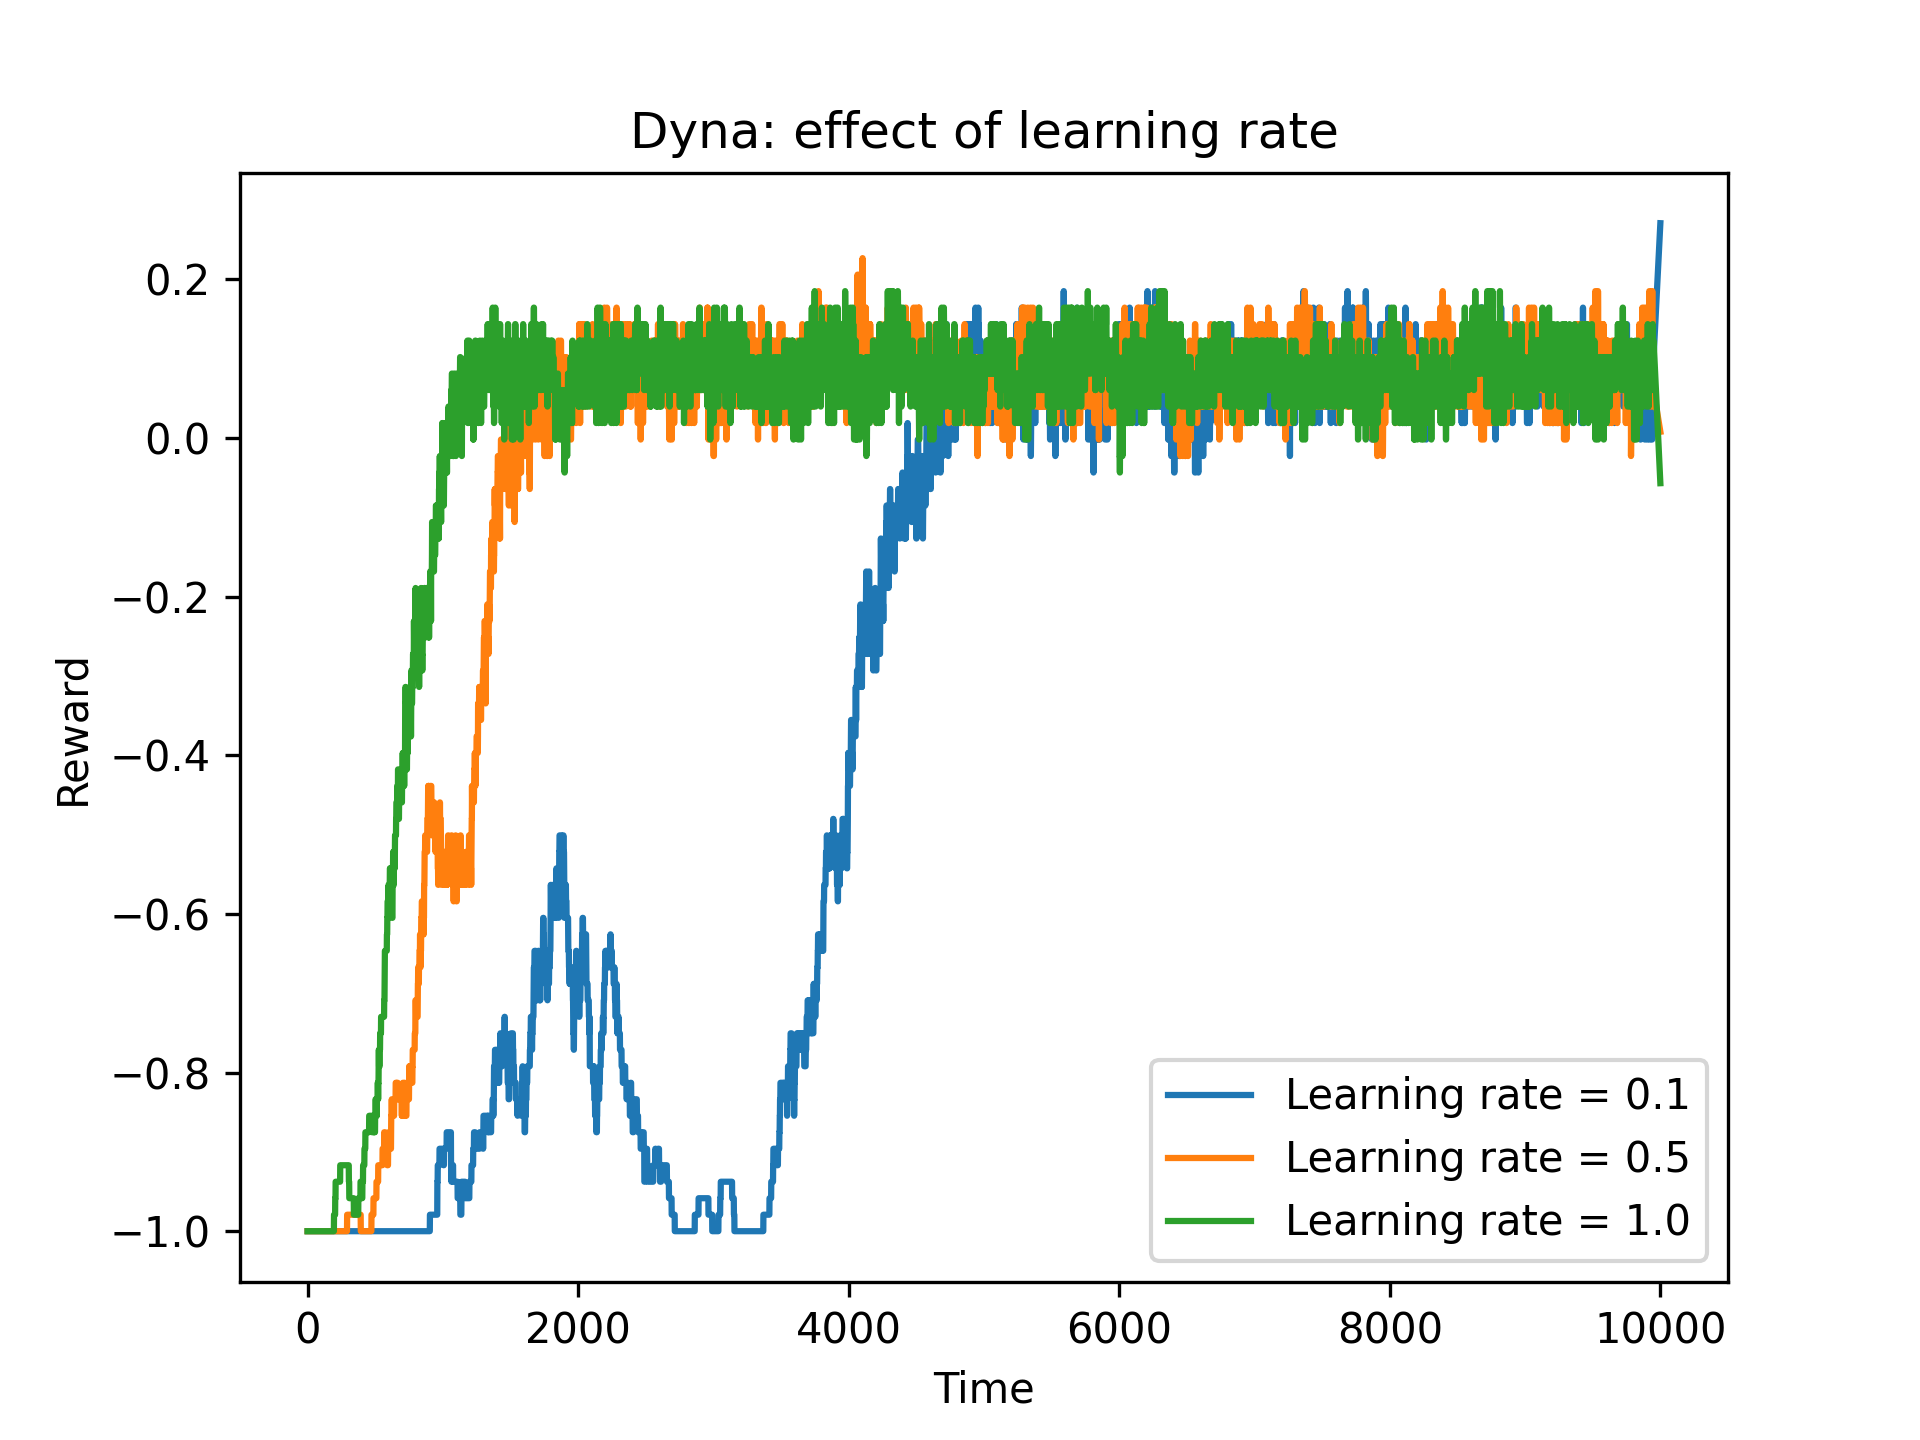 Dyna: effect of learning rate
0.2
0.0
−0.2
−0.4
−0.6
−0.8
−1.0
Reward
Learning rate = 0.1
Learning rate = 0.5
Learning rate = 1.0
0 2000 4000 6000 8000 10000
Time